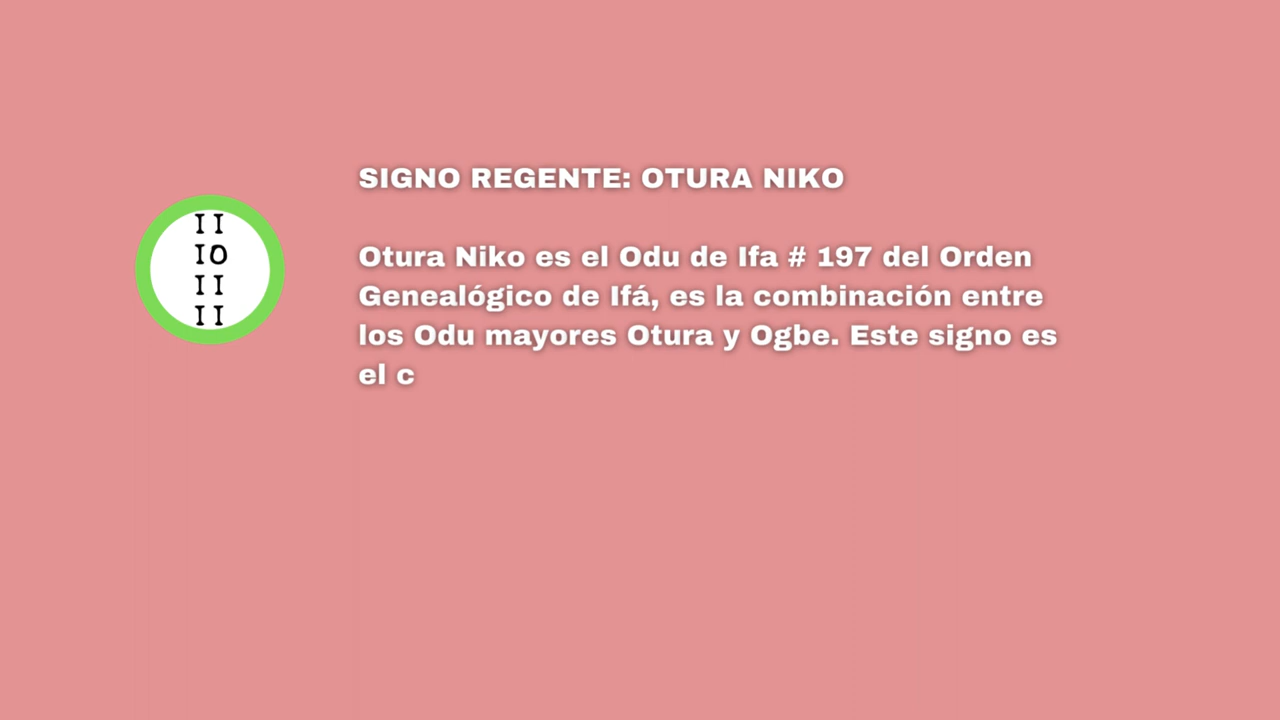 I I
I O
I I
I I
SIGNO REGENTE: OTURA NIKO
Otura Niko es el Odu de Ifa # 197 del Orden
Genealógico de Ifá, es la combinación entre
los Odu mayores Otura y Ogbe. Este signo es
el c